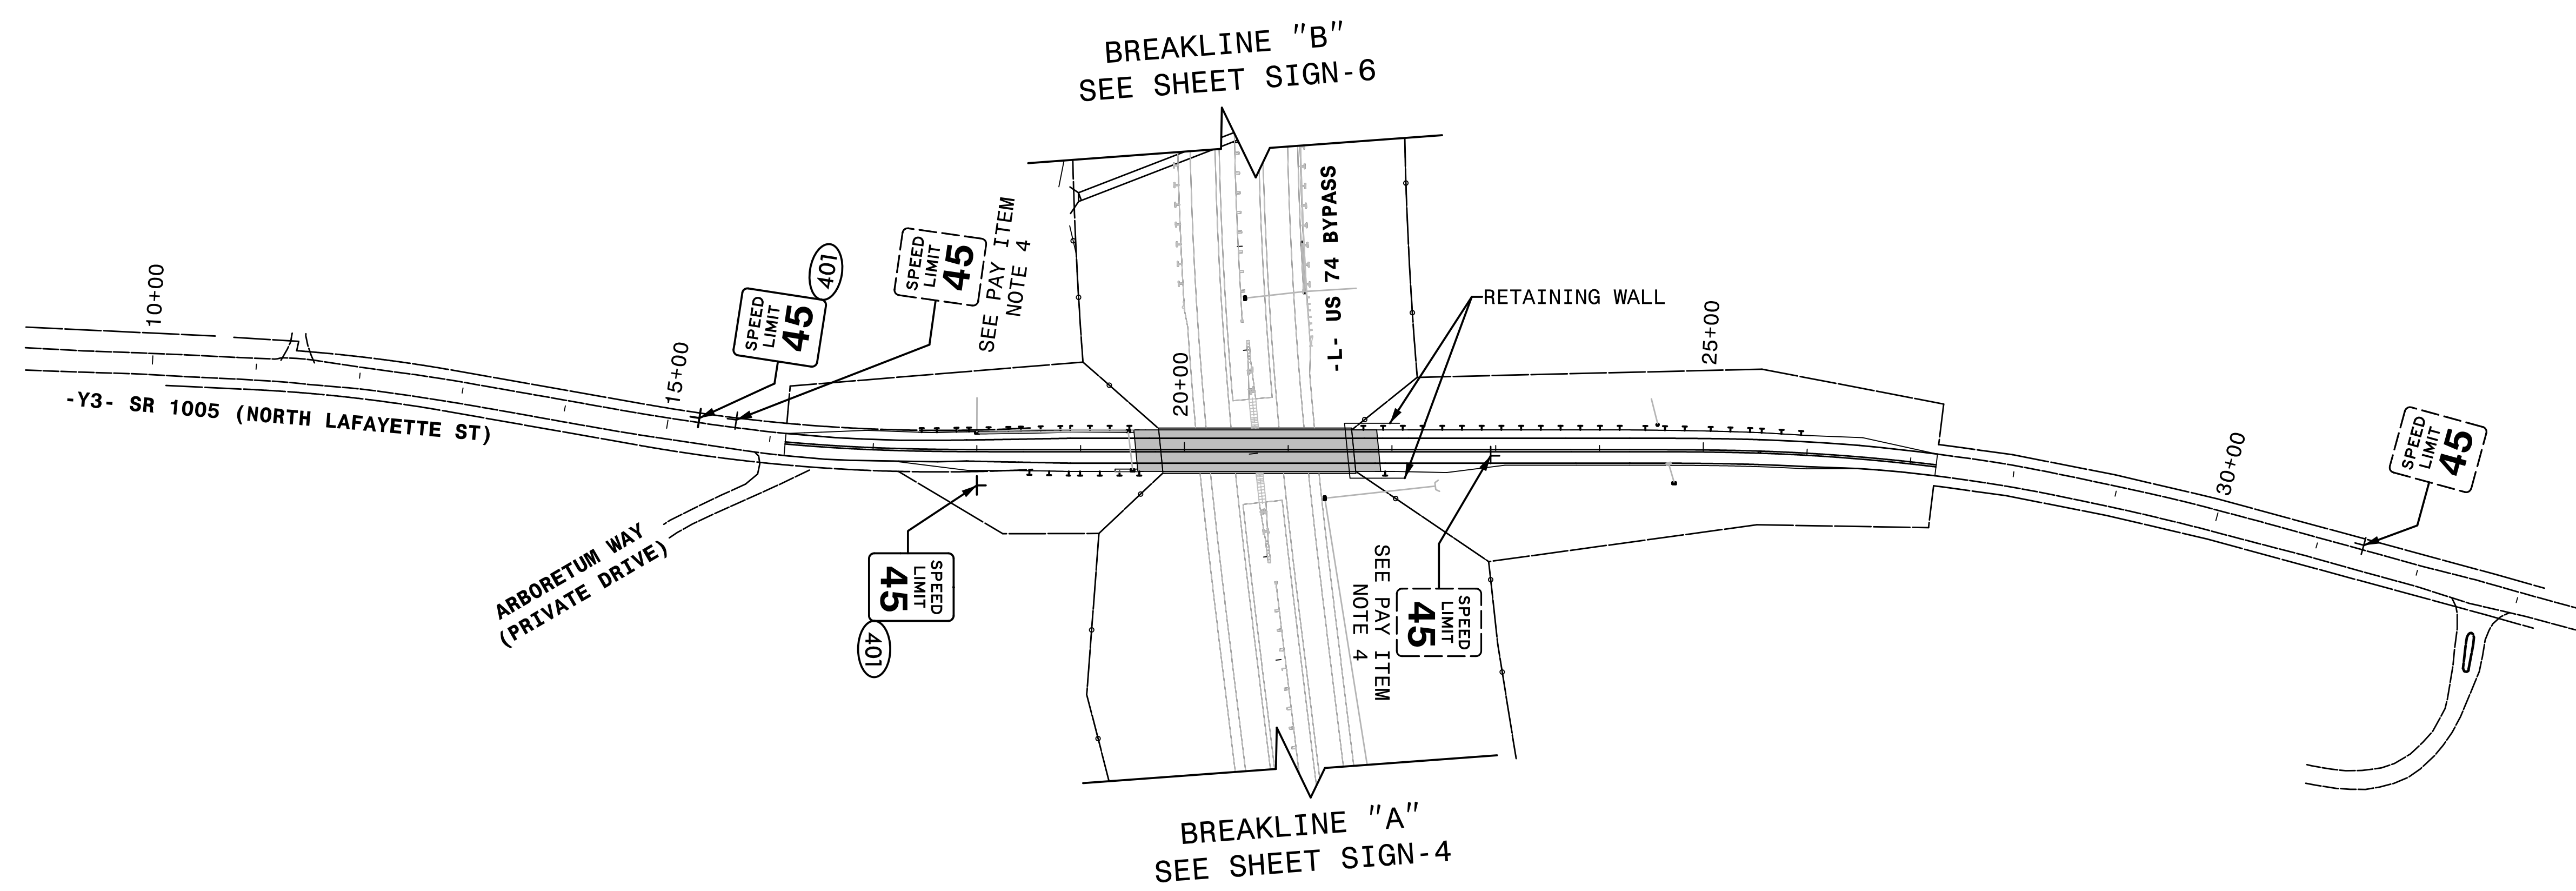 BREAKLINE "B"
SEE SHEET SIGN-6
-L- US 74 BYPASS
SEE PAY ITEM
NOTE 4
SPEED
LIMIT
45
401
SPEED
LIMIT
45
10+00
15+00
20+00
25+00
30+00
RETAINING WALL
-Y3- SR 1005 (NORTH LAFAYETTE ST)
SPEED
LIMIT
45
ARBORETUM WAY
(PRIVATE DRIVE)
SPEED
LIMIT
45
401
SEE PAY ITEM
NOTE 4
SPEED
LIMIT
45
BREAKLINE "A"
SEE SHEET SIGN-4